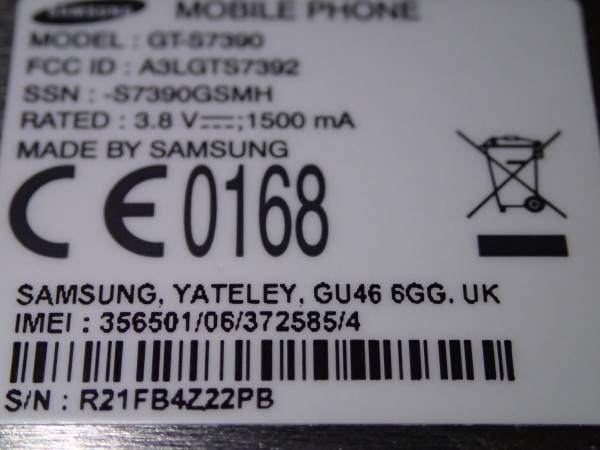 SAMSUNG MOBILE PHONE
MODEL : GT-S7390
FCC ID : A3LGTS7392
SSN : -S7390GSMH
RATED : 3.8 V⎓;1500 mA
MADE BY SAMSUNG
CE0168
SAMSUNG, YATELEY, GU46 6GG. UK
IMEI : 356501/06/372585/4
S/N : R21FB4Z22PB